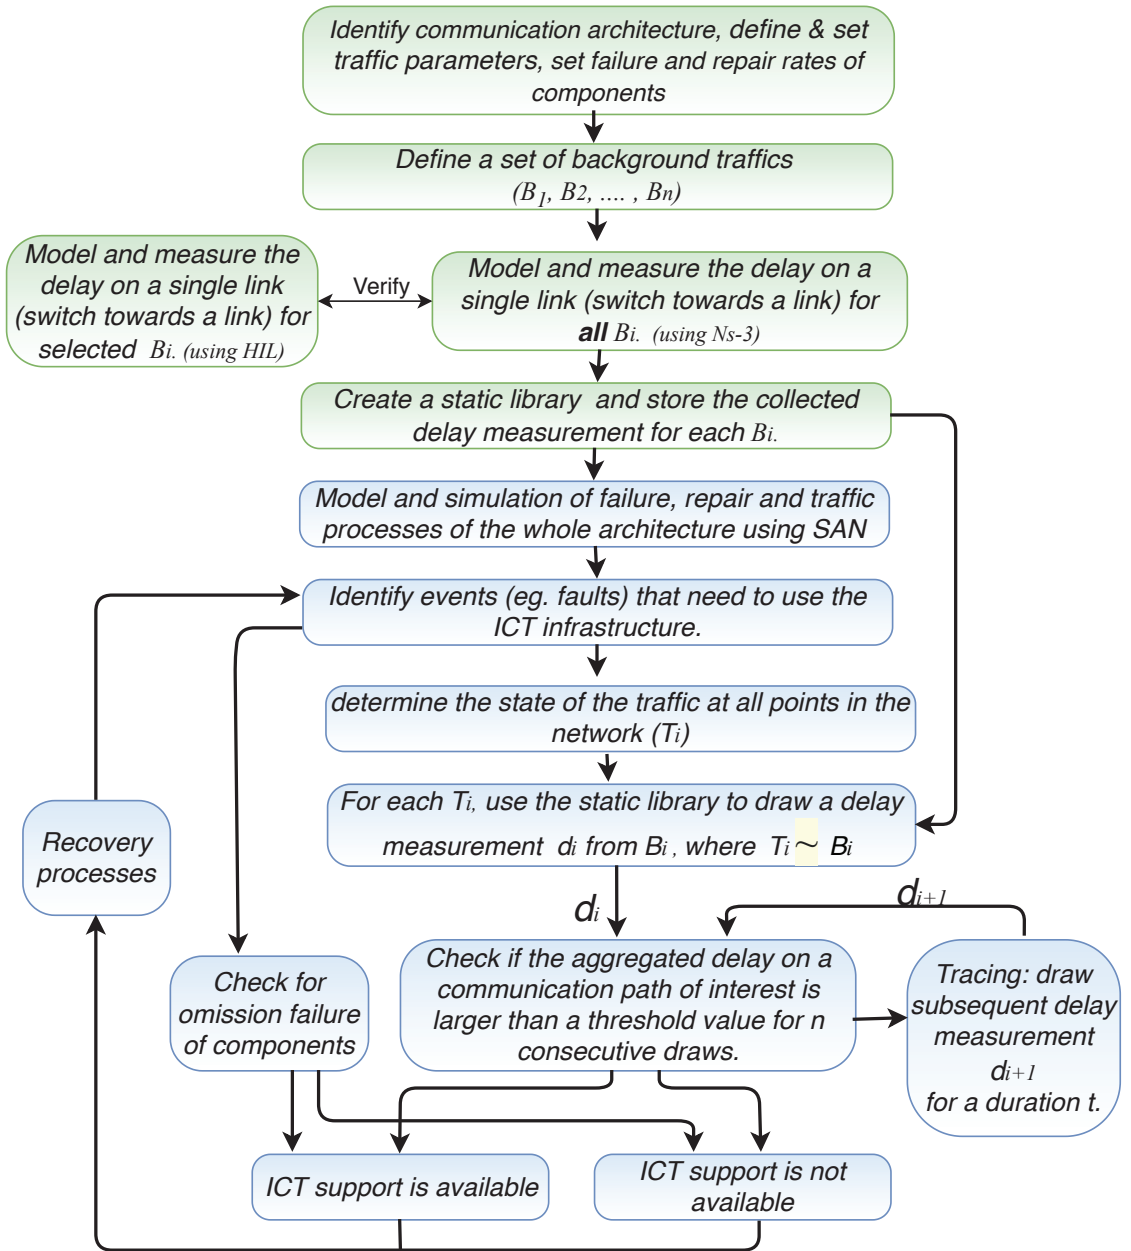 Identify communication architecture, define & set
traffic parameters, set failure and repair rates of
components
Define a set of background traffics
(B1, B2, .... , Bn)
Model and measure the
delay on a single link
(switch towards a link) for
selected Bi. (using HIL)
Verify
Model and measure the delay on a
single link (switch towards a link) for
all Bi. (using Ns-3)
Create a static library and store the collected
delay measurement for each Bi.
Model and simulation of failure, repair and traffic
processes of the whole architecture using SAN
Identify events (eg. faults) that need to use the
ICT infrastructure.
determine the state of the traffic at all points in the
network (Ti)
For each Ti, use the static library to draw a delay
measurement di from Bi, where Ti ~ Bi
Recovery
processes
di
di+1
Check for
omission failure
of components
Check if the aggregated delay on a
communication path of interest is
larger than a threshold value for n
consecutive draws.
Tracing: draw
subsequent delay
measurement
di+1
for a duration t.
ICT support is available
ICT support is not
available